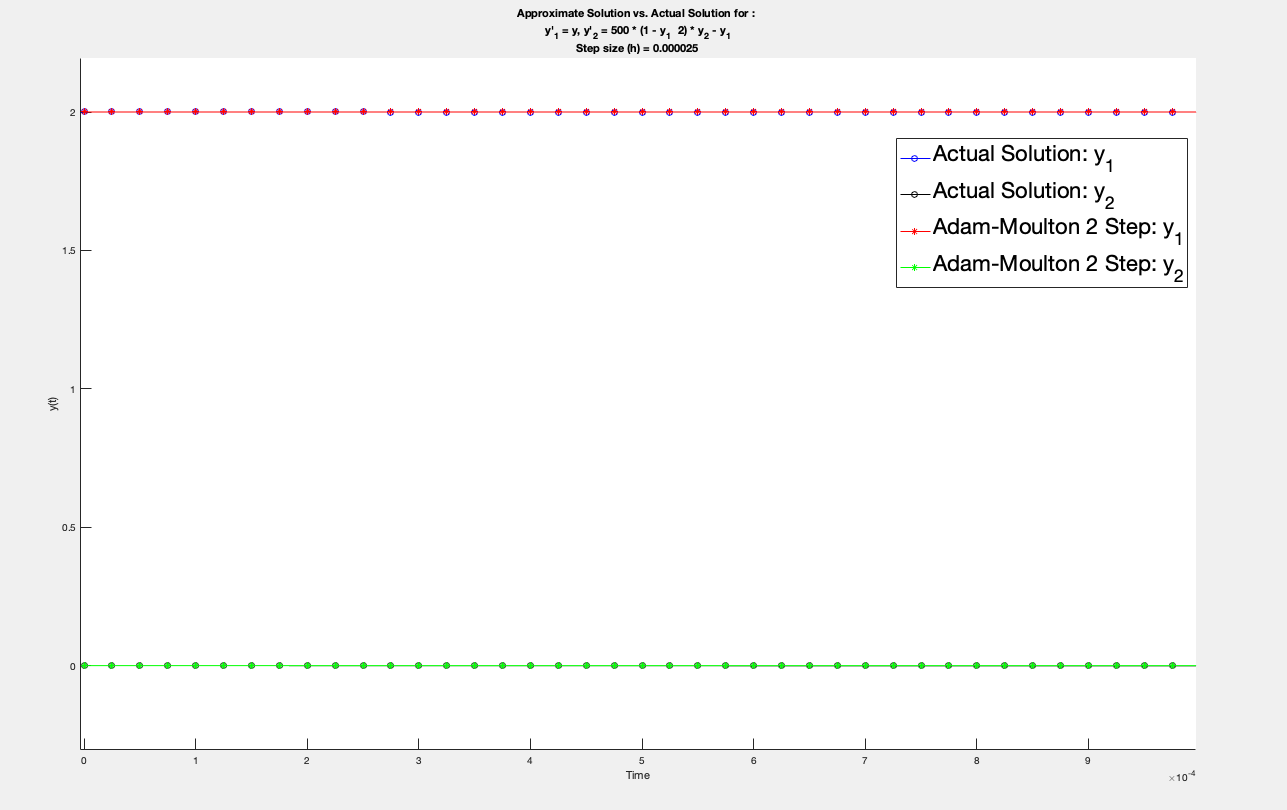 Approximate Solution vs. Actual Solution for :
y'₁ = y, y'₂ = 500 * (1 - y₁ 2) * y₂ - y₁
Step size (h) = 0.000025
2
1.5
1
0.5
0
y(t)
Actual Solution: y₁
Actual Solution: y₂
Adam-Moulton 2 Step: y₁
Adam-Moulton 2 Step: y₂
0 1 2 3 4 5 6 7 8 9
Time
×10⁻⁴